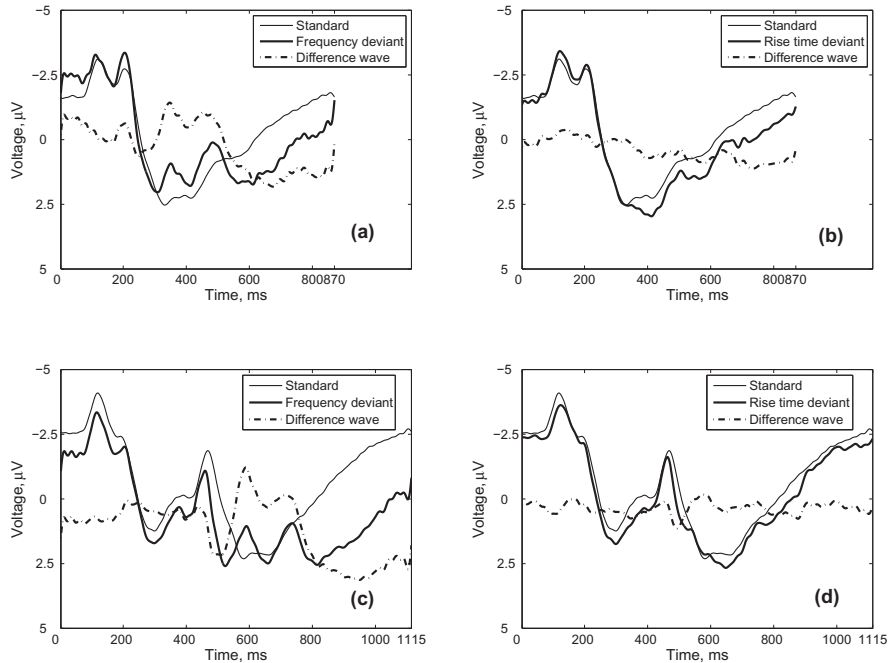 −5
−2.5
0
2.5
5
Voltage, μV
0
200
400
600
800870
Time, ms
Standard
Frequency deviant
Difference wave
(a)
−5
−2.5
0
2.5
5
Voltage, μV
0
200
400
600
800870
Time, ms
Standard
Rise time deviant
Difference wave
(b)
−5
−2.5
0
2.5
5
Voltage, μV
0
200
400
600
800
1000
1115
Time, ms
Standard
Frequency deviant
Difference wave
(c)
−5
−2.5
0
2.5
5
Voltage, μV
0
200
400
600
800
1000
1115
Time, ms
Standard
Rise time deviant
Difference wave
(d)